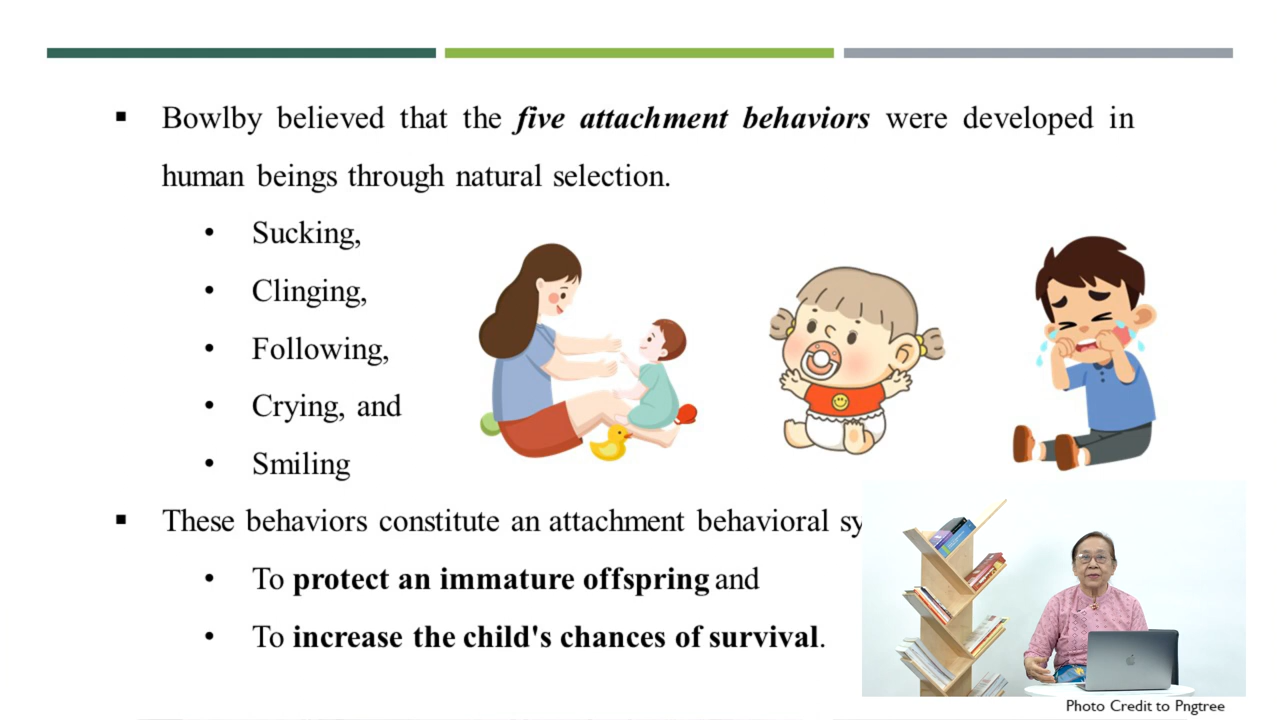 ▪ Bowlby believed that the five attachment behaviors were developed in
human beings through natural selection.
• Sucking,
• Clinging,
• Following,
• Crying, and
• Smiling
▪ These behaviors constitute an attachment behavioral sy
• To protect an immature offspring and
• To increase the child's chances of survival.
Photo Credit to Pngtree